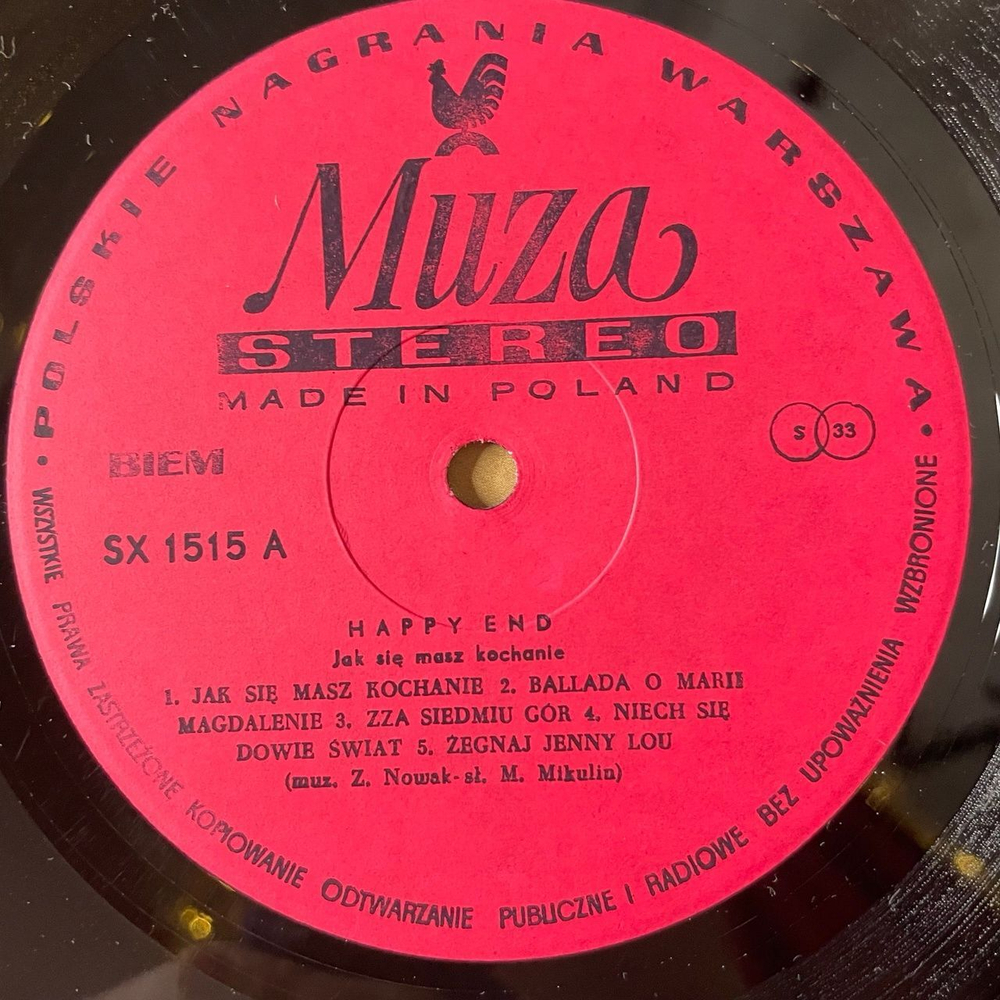 • POLSKIE NAGRANIA WARSZAWA •
Muza
STEREO
MADE IN POLAND
BIEM
S 33
SX 1515 A
HAPPY END
Jak się masz kochanie
1. JAK SIĘ MASZ KOCHANIE 2. BALLADA O MARII
MAGDALENIE 3. ZZA SIEDMIU GÓR 4. NIECH SIĘ
DOWIE ŚWIAT 5. ŻEGNAJ JENNY LOU
(muz. Z. Nowak-sł. M. Mikulin)
WSZYSTKIE PRAWA ZASTRZEŻONE KOPIOWANIE ODTWARZANIE PUBLICZNE I RADIOWE BEZ UPOWAŻNIENIA WZBRONIONE